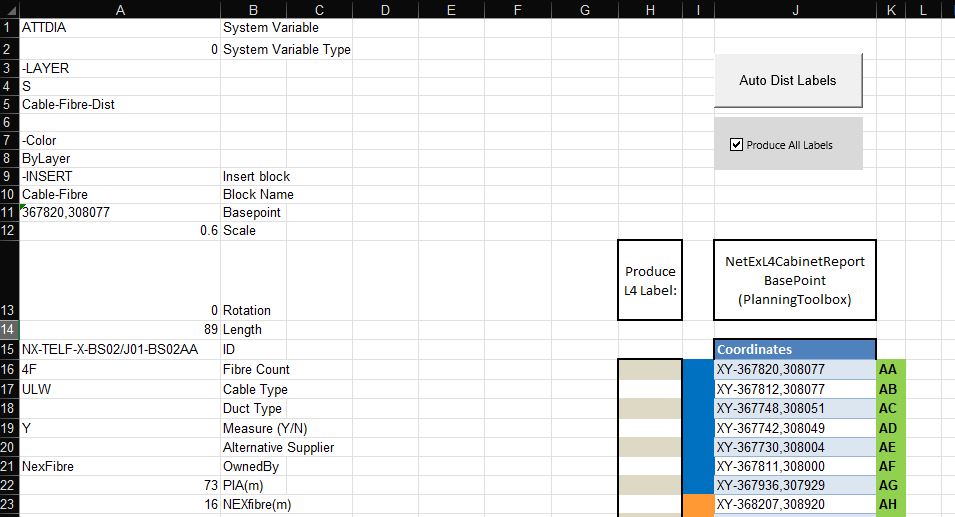 A B C D E F G H I J K L
1 ATTDIA System Variable
2 0 System Variable Type
3 -LAYER
4 S
5 Cable-Fibre-Dist
6
7 -Color
8 ByLayer
9 -INSERT Insert block
10 Cable-Fibre Block Name
11 367820,308077 Basepoint
12 0.6 Scale
Auto Dist Labels
Produce All Labels
Produce
L4 Label:
NetExL4CabinetReport
BasePoint
(PlanningToolbox)
13 0 Rotation
14 89 Length
15 NX-TELF-X-BS02/J01-BS02AA ID Coordinates
16 4F Fibre Count XY-367820,308077 AA
17 ULW Cable Type XY-367812,308077 AB
18 Duct Type XY-367748,308051 AC
19 Y Measure (Y/N) XY-367742,308049 AD
20 Alternative Supplier XY-367730,308004 AE
21 NexFibre OwnedBy XY-367811,308000 AF
22 73 PIA(m) XY-367936,307929 AG
23 16 NEXfibre(m) XY-368207,308920 AH